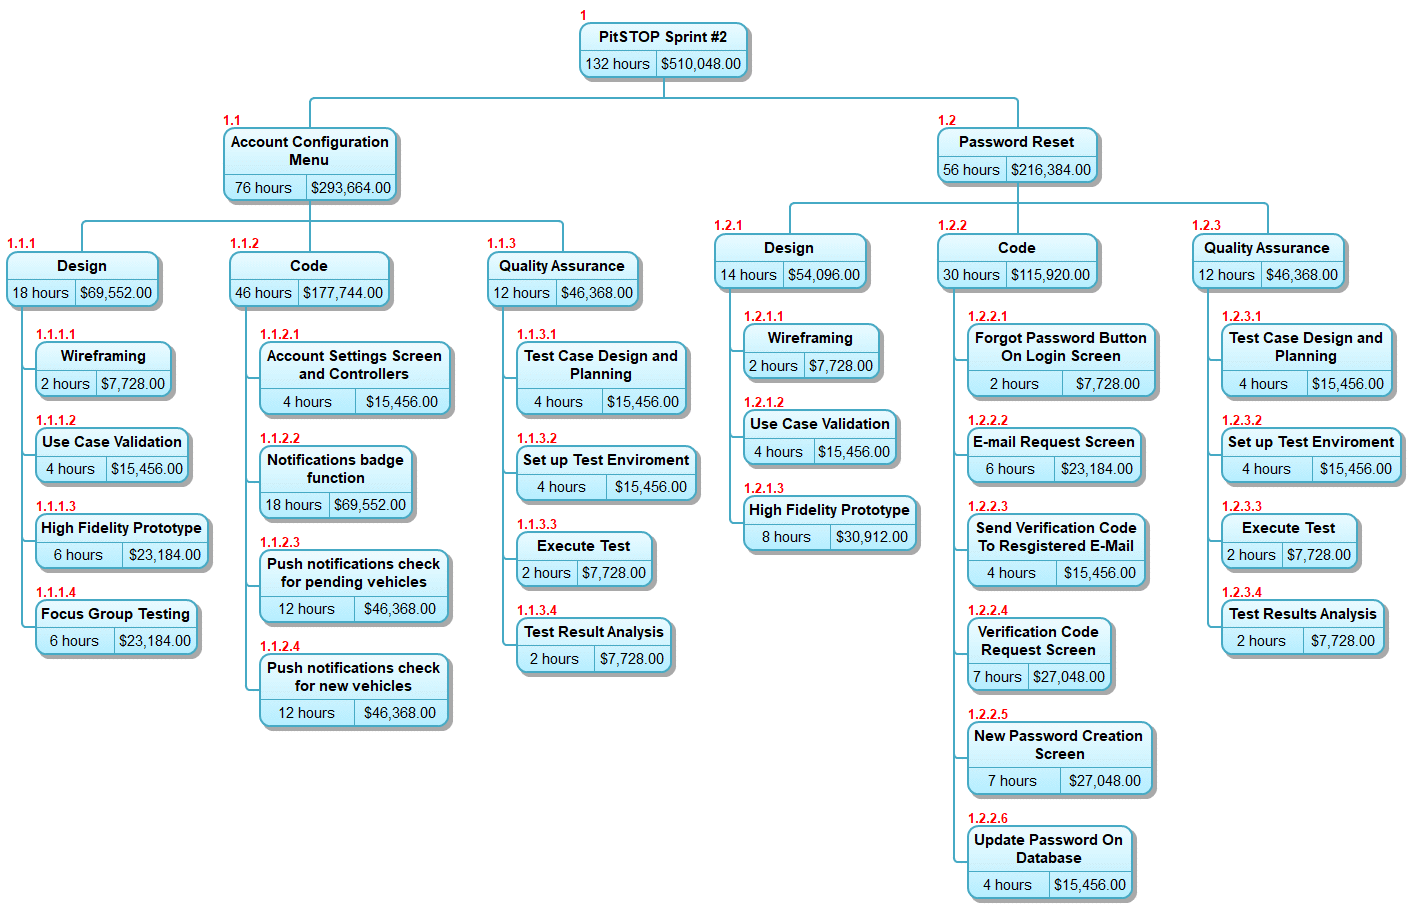 1
PitSTOP Sprint #2
132 hours $510,048.00
1.1
Account Configuration
Menu
76 hours $293,664.00
1.1.1
Design
18 hours $69,552.00
1.1.1.1
Wireframing
2 hours $7,728.00
1.1.1.2
Use Case Validation
4 hours $15,456.00
1.1.1.3
High Fidelity Prototype
6 hours $23,184.00
1.1.1.4
Focus Group Testing
6 hours $23,184.00
1.1.2
Code
46 hours $177,744.00
1.1.2.1
Account Settings Screen
and Controllers
4 hours $15,456.00
1.1.2.2
Notifications badge
function
18 hours $69,552.00
1.1.2.3
Push notifications check
for pending vehicles
12 hours $46,368.00
1.1.2.4
Push notifications check
for new vehicles
12 hours $46,368.00
1.1.3
Quality Assurance
12 hours $46,368.00
1.1.3.1
Test Case Design and
Planning
4 hours $15,456.00
1.1.3.2
Set up Test Enviroment
4 hours $15,456.00
1.1.3.3
Execute Test
2 hours $7,728.00
1.1.3.4
Test Result Analysis
2 hours $7,728.00
1.2
Password Reset
56 hours $216,384.00
1.2.1
Design
14 hours $54,096.00
1.2.1.1
Wireframing
2 hours $7,728.00
1.2.1.2
Use Case Validation
4 hours $15,456.00
1.2.1.3
High Fidelity Prototype
8 hours $30,912.00
1.2.2
Code
30 hours $115,920.00
1.2.2.1
Forgot Password Button
On Login Screen
2 hours $7,728.00
1.2.2.2
E-mail Request Screen
6 hours $23,184.00
1.2.2.3
Send Verification Code
To Resgistered E-Mail
4 hours $15,456.00
1.2.2.4
Verification Code
Request Screen
7 hours $27,048.00
1.2.2.5
New Password Creation
Screen
7 hours $27,048.00
1.2.2.6
Update Password On
Database
4 hours $15,456.00
1.2.3
Quality Assurance
12 hours $46,368.00
1.2.3.1
Test Case Design and
Planning
4 hours $15,456.00
1.2.3.2
Set up Test Enviroment
4 hours $15,456.00
1.2.3.3
Execute Test
2 hours $7,728.00
1.2.3.4
Test Results Analysis
2 hours $7,728.00